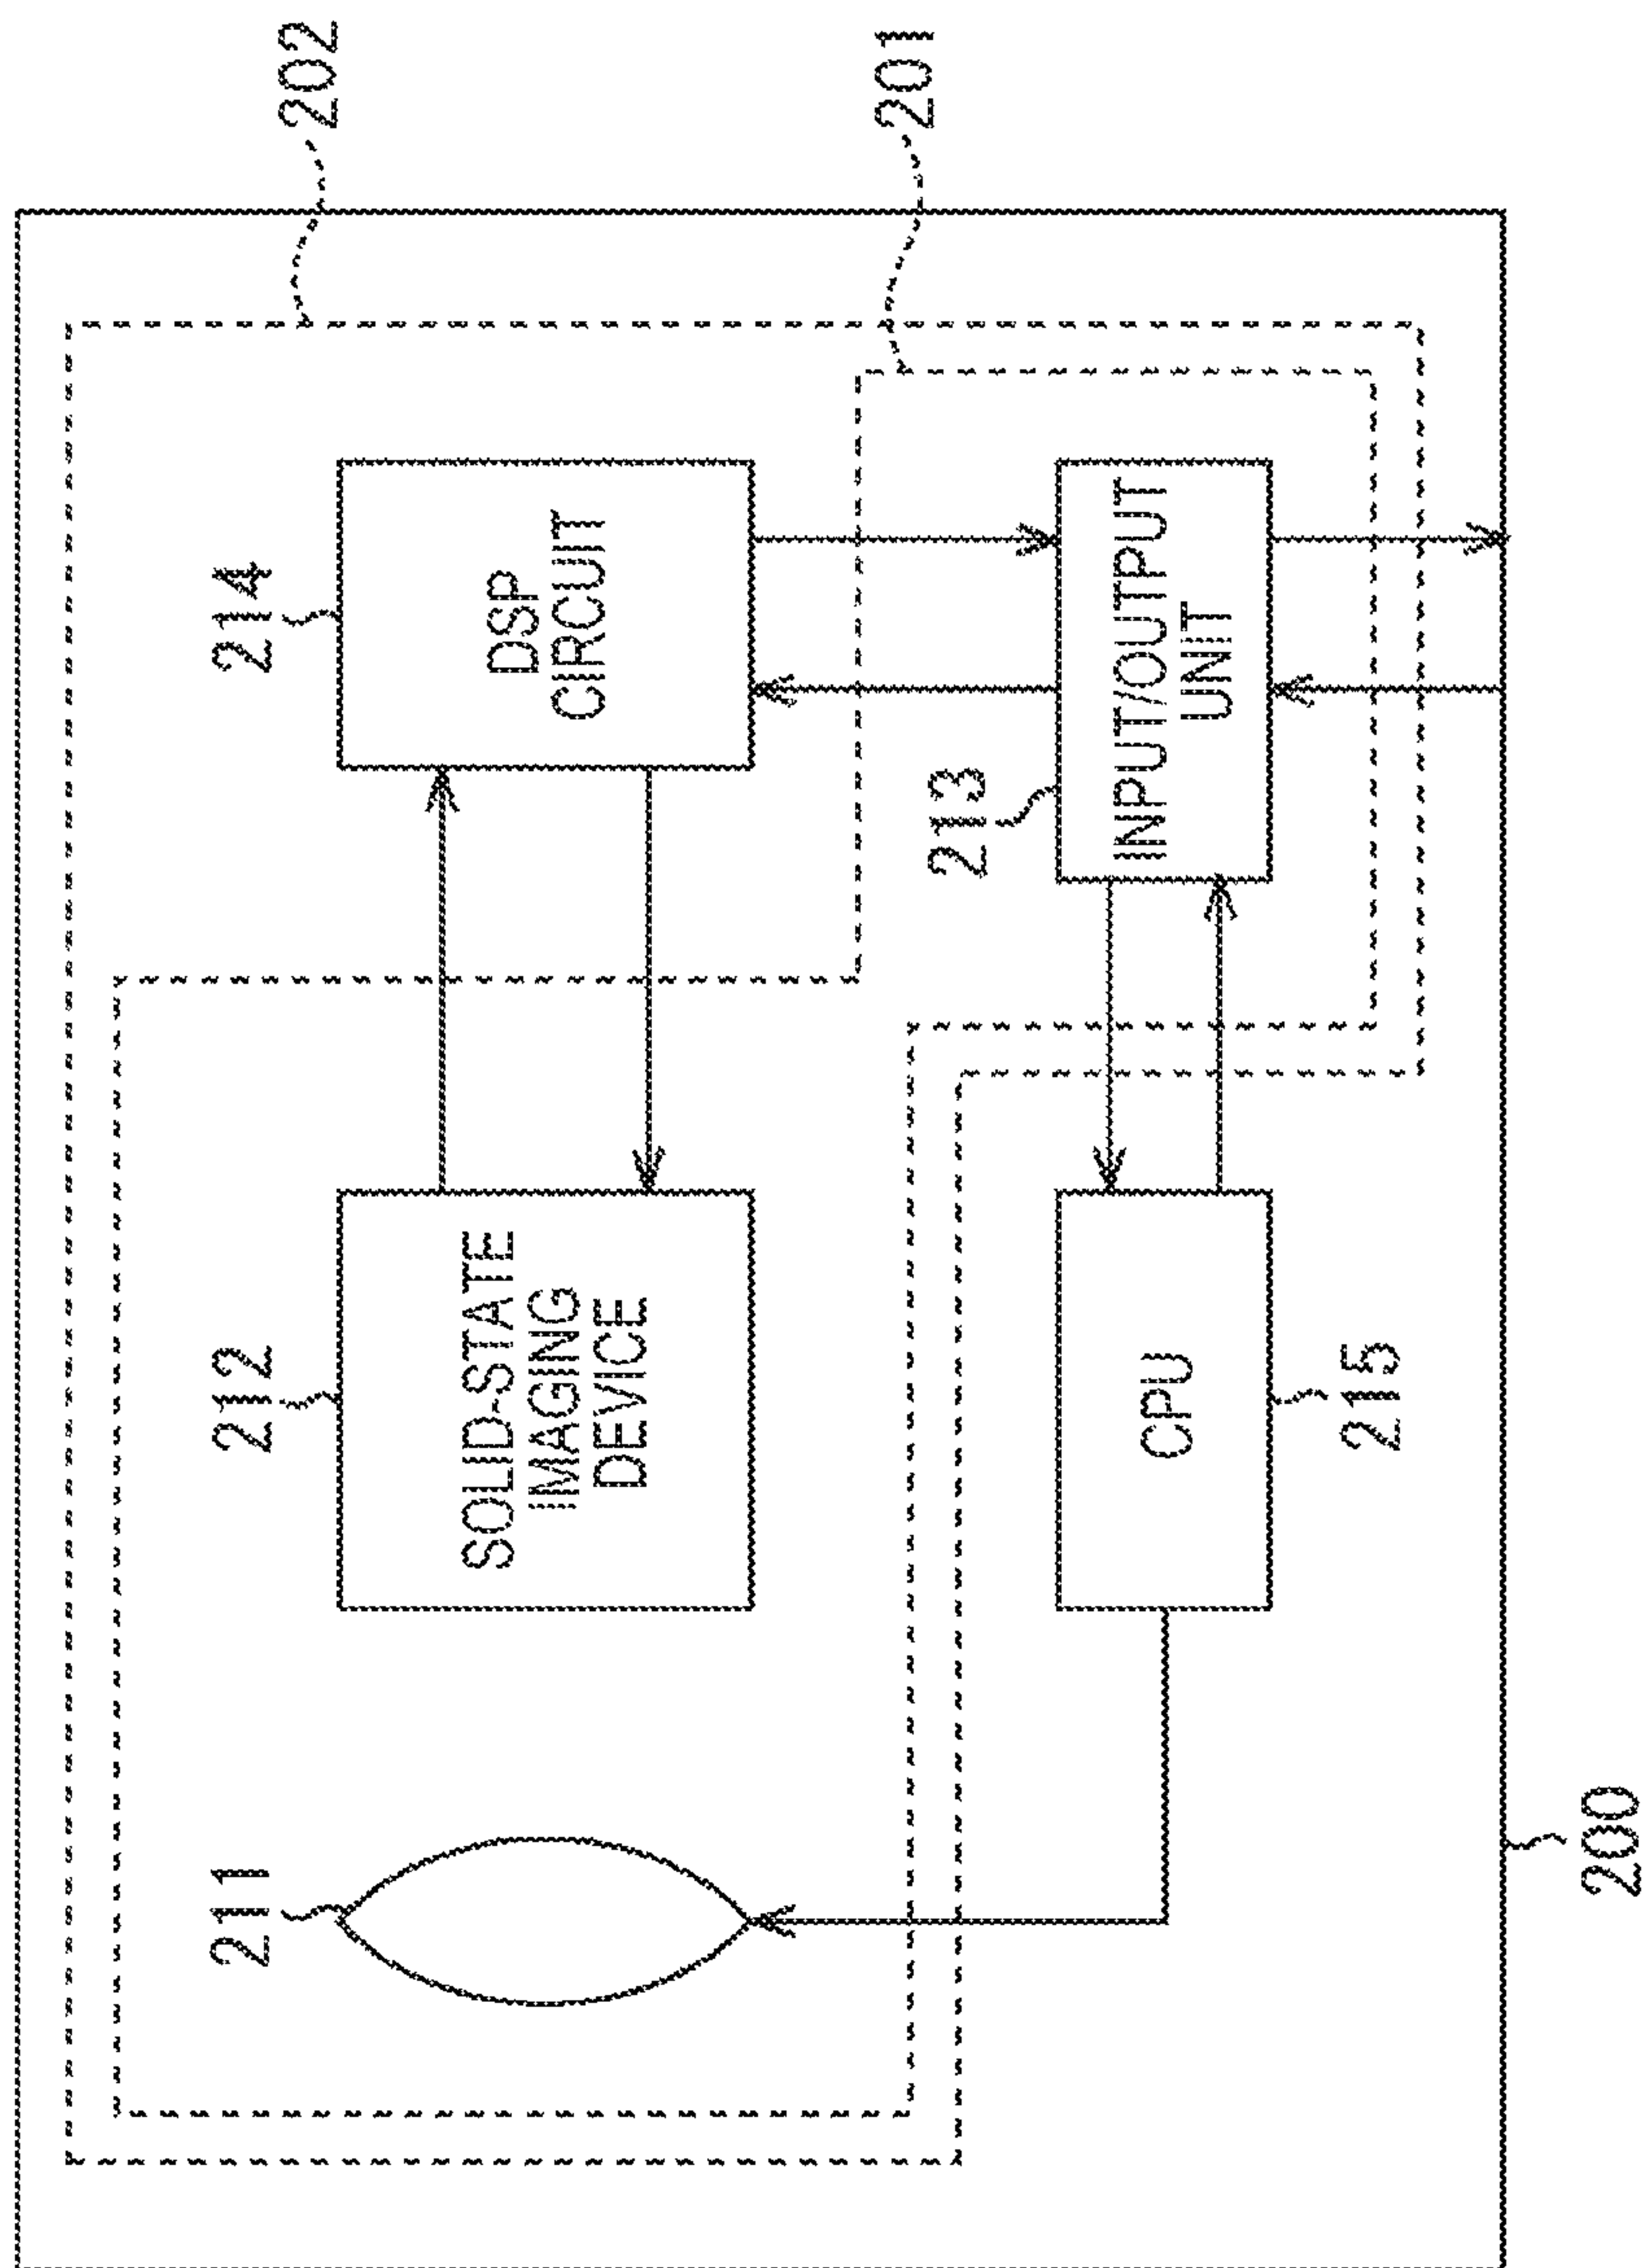 202
201
211
212
214
SOLID-STATE
IMAGING
DEVICE
DSP
CIRCUIT
213
CPU
INPUT/OUTPUT
UNIT
215
200